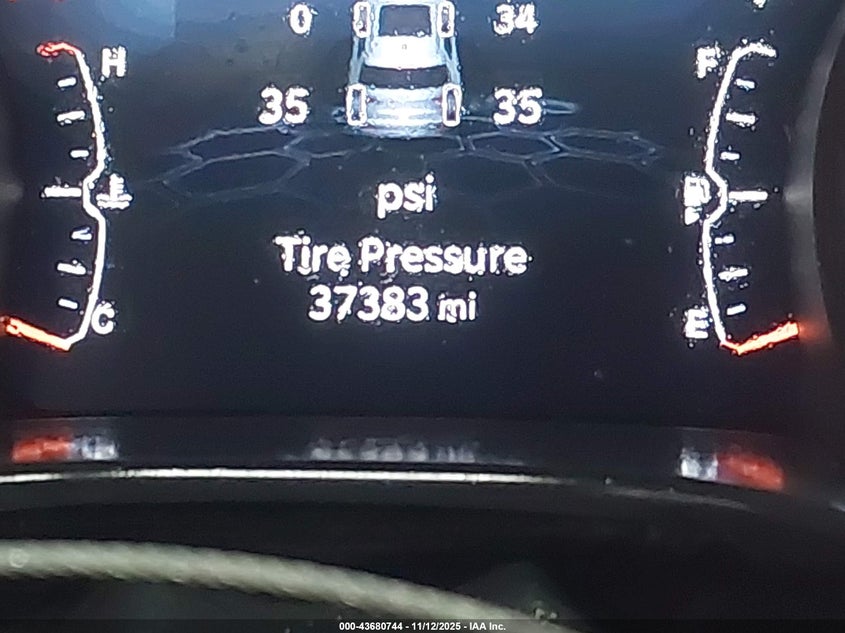 0 34
H F
35 35
psi
Tire Pressure
37383 mi
C E
000-43680744 - 11/12/2025 - IAA Inc.